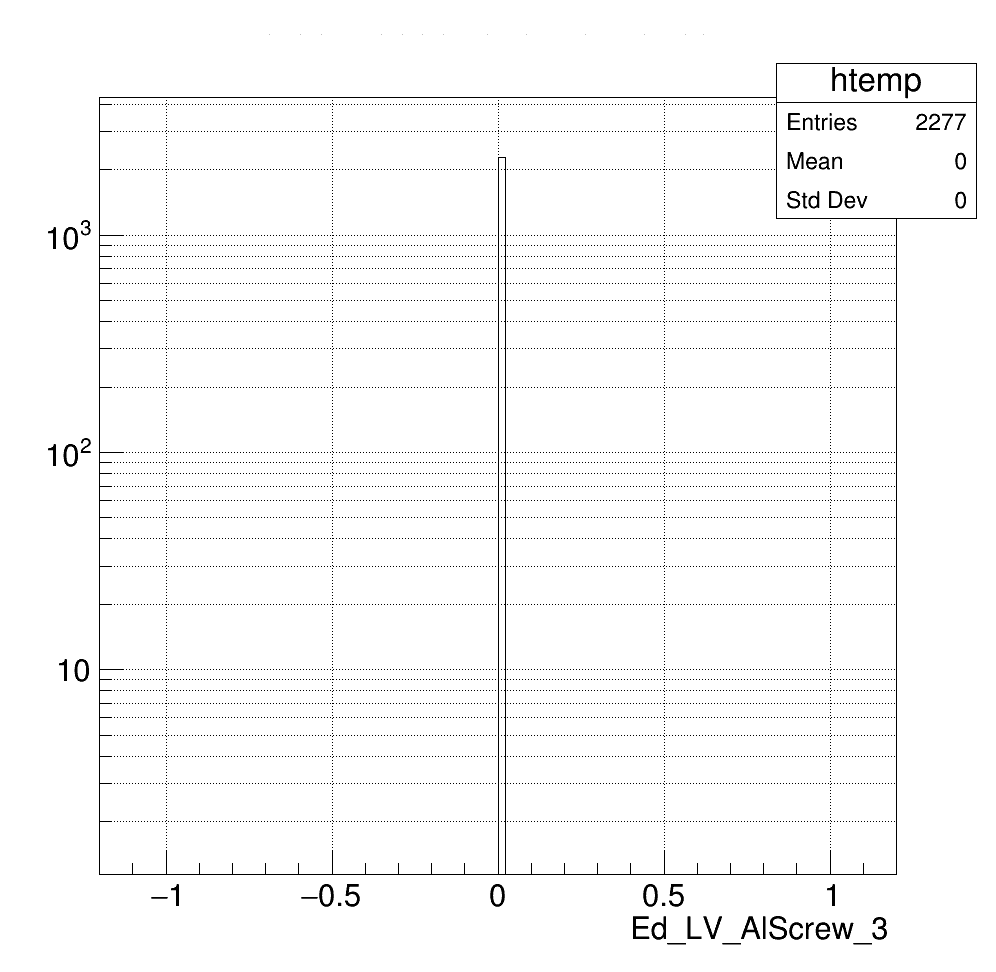 htemp
Entries 2277
Mean 0
Std Dev 0
10³
10²
10
−1 −0.5 0 0.5 1
Ed_LV_AlScrew_3